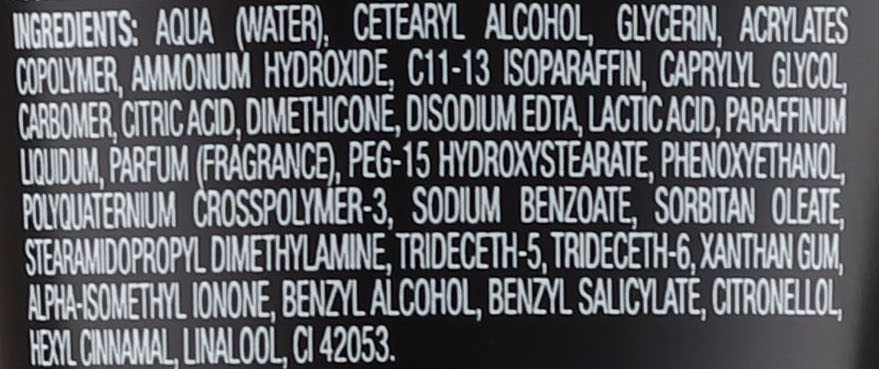 INGREDIENTS: AQUA (WATER), CETEARYL ALCOHOL, GLYCERIN, ACRYLATES
COPOLYMER, AMMONIUM HYDROXIDE, C11-13 ISOPARAFFIN, CAPRYLYL GLYCOL,
CARBOMER, CITRIC ACID, DIMETHICONE, DISODIUM EDTA, LACTIC ACID, PARAFFINUM
LIQUIDUM, PARFUM (FRAGRANCE), PEG-15 HYDROXYSTEARATE, PHENOXYETHANOL,
POLYQUATERNIUM CROSSPOLYMER-3, SODIUM BENZOATE, SORBITAN OLEATE,
STEARAMIDOPROPYL DIMETHYLAMINE, TRIDECETH-5, TRIDECETH-6, XANTHAN GUM,
ALPHA-ISOMETHYL IONONE, BENZYL ALCOHOL, BENZYL SALICYLATE, CITRONELLOL,
HEXYL CINNAMAL, LINALOOL, CI 42053.